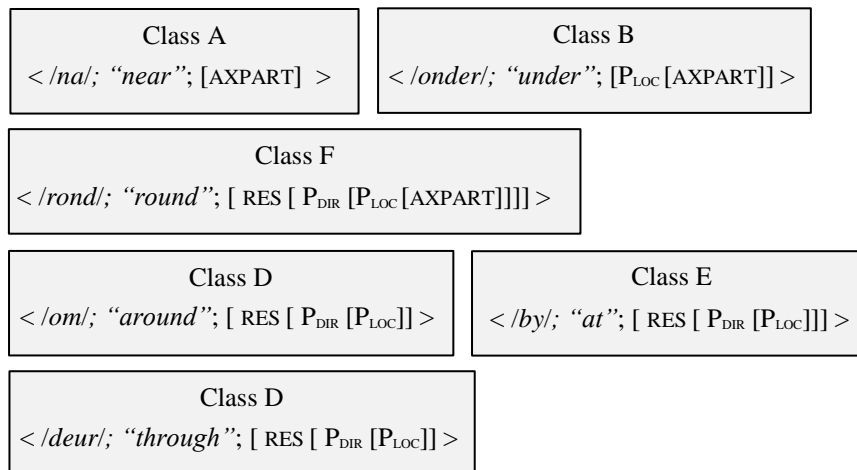 Class A
< /na/; “near”; [AXPART] >
Class B
< /onder/; “under”; [PLOC [AXPART]] >
Class F
< /rond/; “round”; [ RES [ PDIR [PLOC [AXPART]]]] >
Class D
< /om/; “around”; [ RES [ PDIR [PLOC]] >
Class E
< /by/; “at”; [ RES [ PDIR [PLOC]]] >
Class D
< /deur/; “through”; [ RES [ PDIR [PLOC]] >